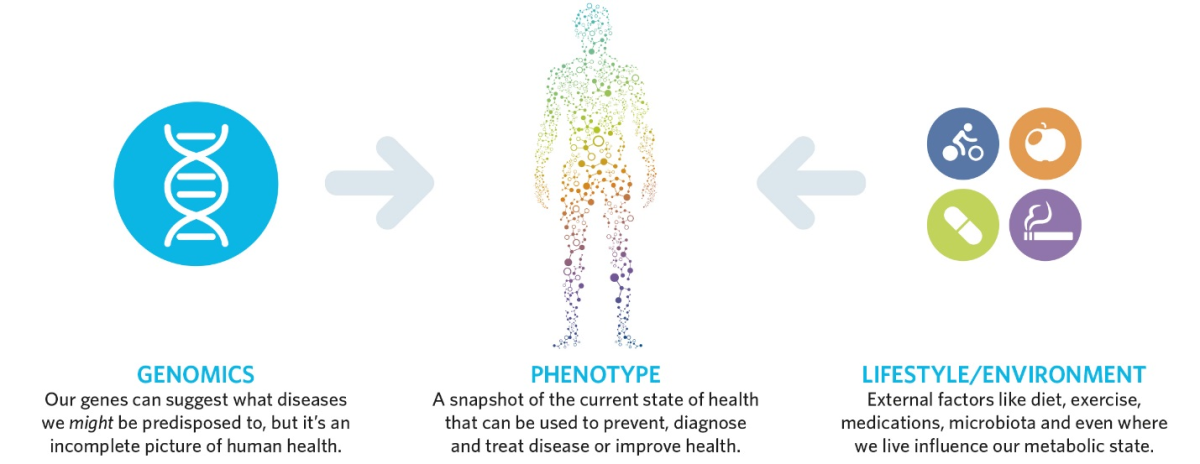 GENOMICS
Our genes can suggest what diseases
we might be predisposed to, but it's an
incomplete picture of human health.
PHENOTYPE
A snapshot of the current state of health
that can be used to prevent, diagnose
and treat disease or improve health.
LIFESTYLE/ENVIRONMENT
External factors like diet, exercise,
medications, microbiota and even where
we live influence our metabolic state.